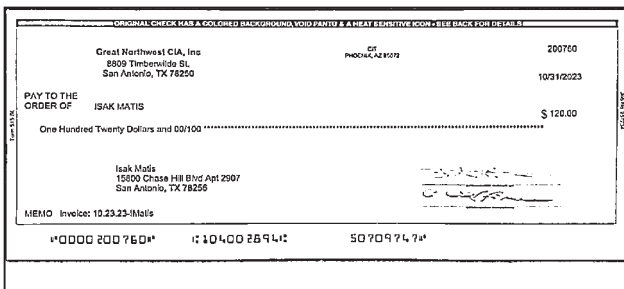 ORIGINAL CHECK HAS A COLORED BACKGROUND, VOID PANTO & A HEAT SENSITIVE ICON - SEE BACK FOR DETAILS
Great Northwest CIA, Inc
8809 Timberwilde St,
San Antonio, TX 78250
CIT
PHOENIX, AZ 85072
200760
10/31/2023
PAY TO THE
ORDER OF ISAK MATIS
$ 120.00
One Hundred Twenty Dollars and 00/100
Isak Matis
15800 Chase Hill Blvd Apt 2907
San Antonio, TX 78256
MEMO Invoice: 10.23.23-IMatis
⑈0000200760⑈ ⑆104002894⑆ 50709747⑈